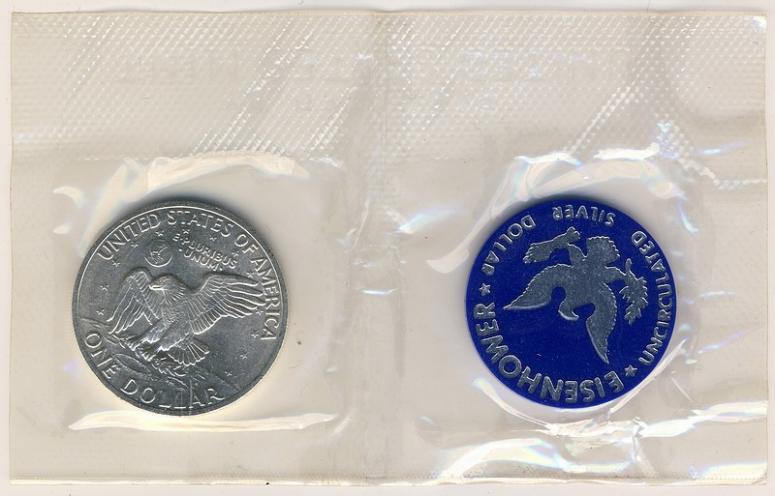 UNITED STATES OF AMERICA
E PLURIBUS
UNUM
ONE DOLLAR
EISENHOWER
UNCIRCULATED SILVER DOLLAR